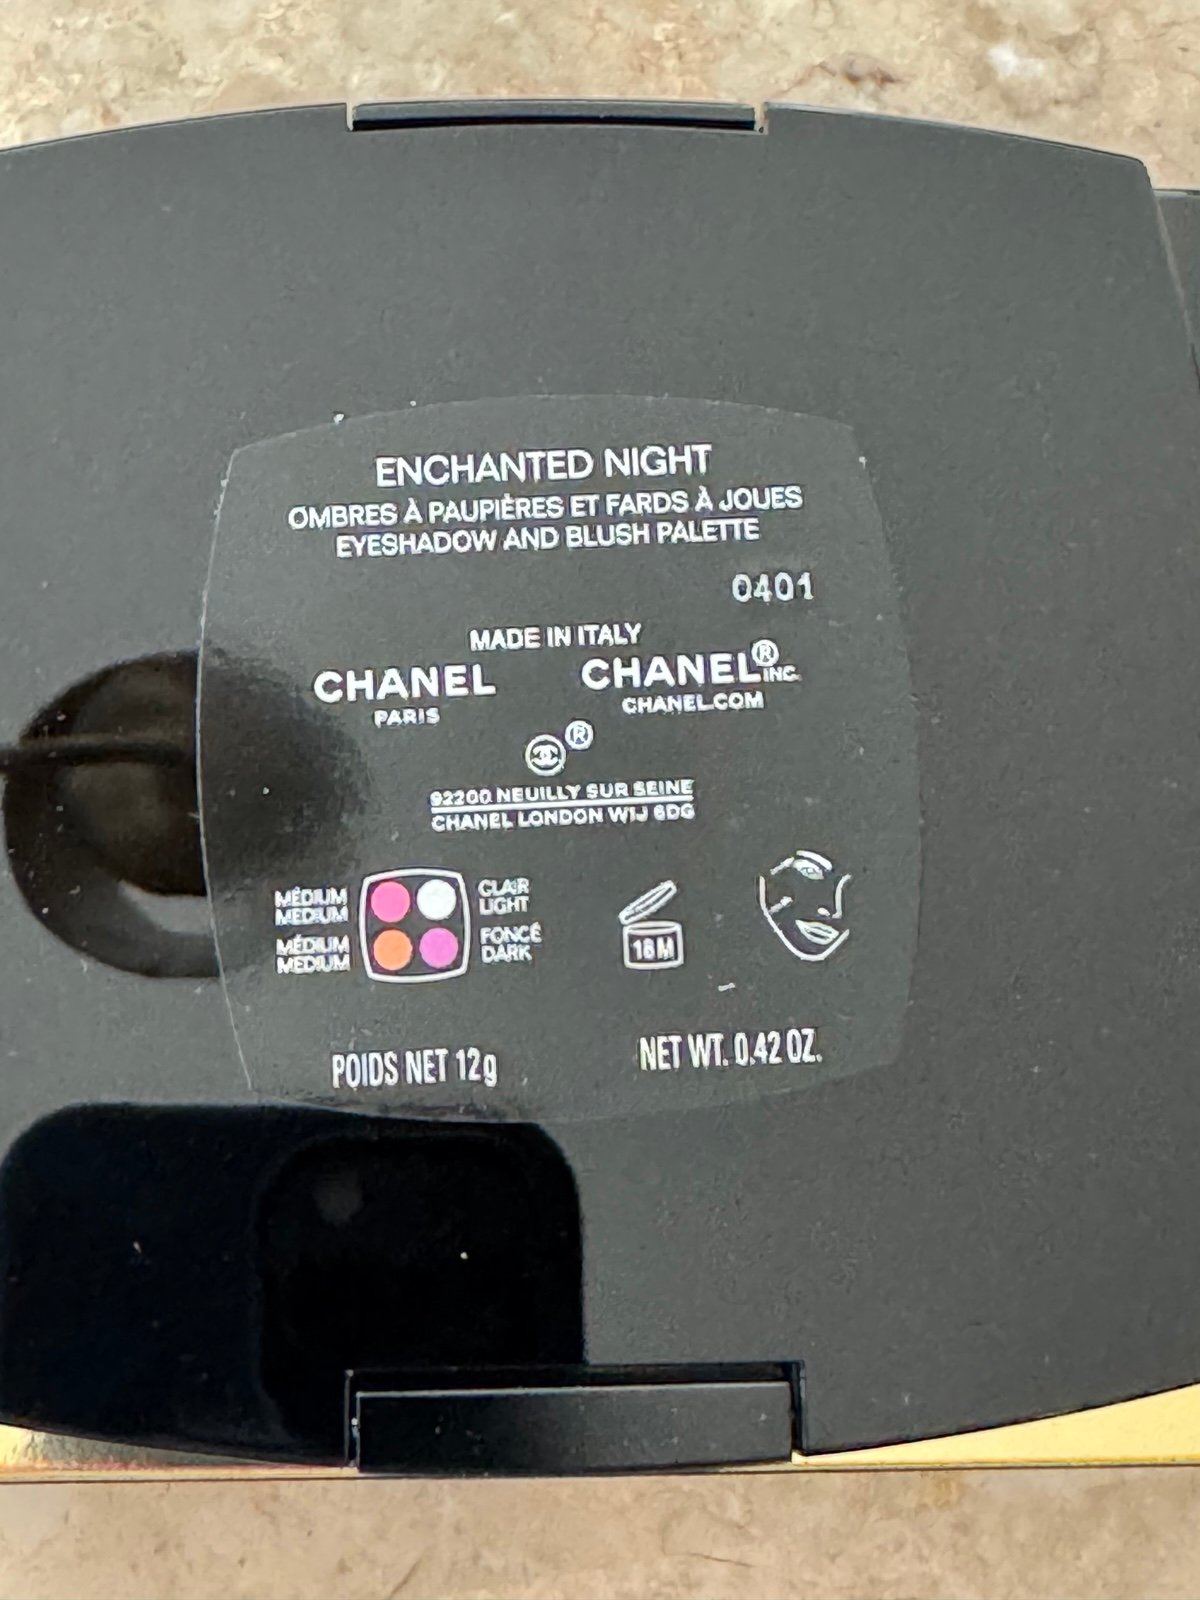 ENCHANTED NIGHT
OMBRES À PAUPIÈRES ET FARDS À JOUES
EYESHADOW AND BLUSH PALETTE
0401
MADE IN ITALY
CHANEL CHANEL® INC.
PARIS CHANEL.COM
®
92200 NEUILLY SUR SEINE
CHANEL LONDON W1J 6DG
MÉDIUM CLAIR
MEDIUM LIGHT
MÉDIUM FONCÉ
MEDIUM DARK
18M
POIDS NET 12g NET WT. 0.42 OZ.